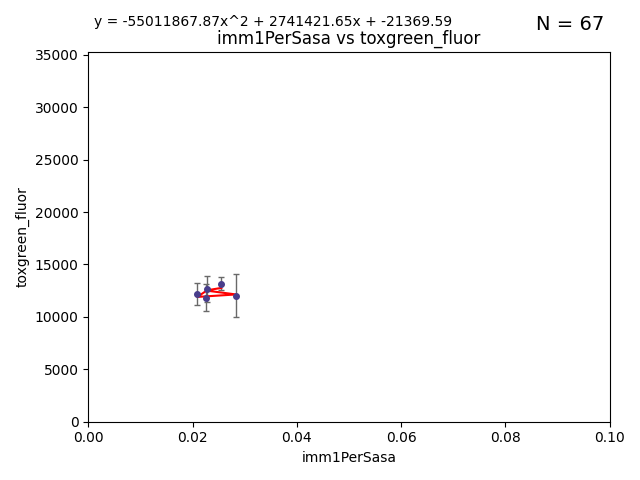 y = -55011867.87x^2 + 2741421.65x + -21369.59
N = 67
imm1PerSasa vs toxgreen_fluor
35000
30000
25000
20000
15000
10000
5000
0
toxgreen_fluor
0.00 0.02 0.04 0.06 0.08 0.10
imm1PerSasa